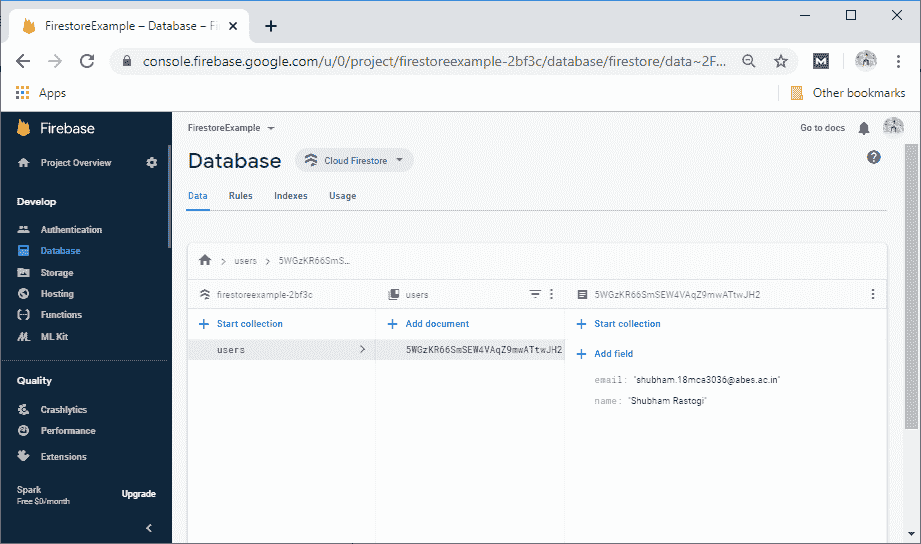 FirestoreExample – Database – Fi
console.firebase.google.com/u/0/project/firestoreexample-2bf3c/database/firestore/data~2F...
Apps
Other bookmarks
Firebase
FirestoreExample
Go to docs
Project Overview
Database
Cloud Firestore
Develop
Data Rules Indexes Usage
Authentication
Database
Storage
Hosting
Functions
ML Kit
users
5WGzKR66SmS...
firestoreexample-2bf3c
users
5WGzKR66SmSEW4VAqZ9mwATtwJH2
Start collection
Add document
Start collection
users
5WGzKR66SmSEW4VAqZ9mwATtwJH2
Add field
email: "shubham.18mca3036@abes.ac.in"
name: "Shubham Rastogi"
Quality
Crashlytics
Performance
Extensions
Spark
Free $0/month
Upgrade